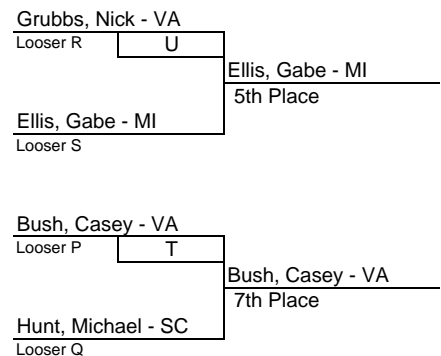 Grubbs, Nick - VA
Looser R
U
Ellis, Gabe - MI
5th Place
Ellis, Gabe - MI
Looser S
Bush, Casey - VA
Looser P
T
Bush, Casey - VA
7th Place
Hunt, Michael - SC
Looser Q